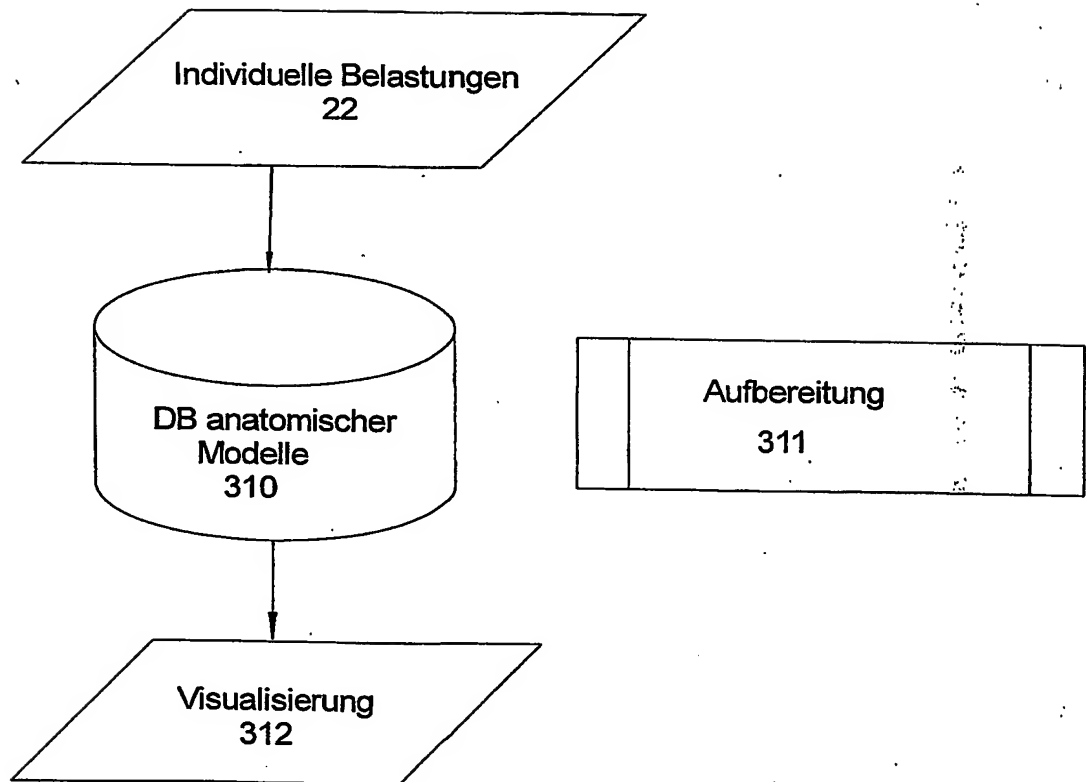 Individuelle Belastungen
22
DB anatomischer
Modelle
310
Aufbereitung
311
Visualisierung
312